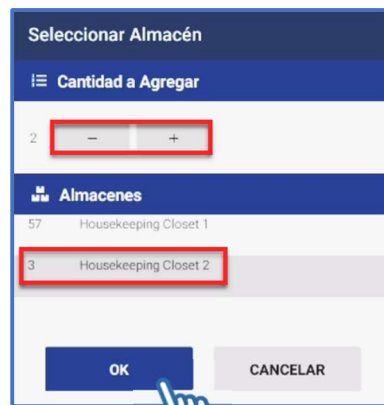 Seleccionar Almacén
Cantidad a Agregar
2 − +
Almacenes
57 Housekeeping Closet 1
3 Housekeeping Closet 2
OK CANCELAR